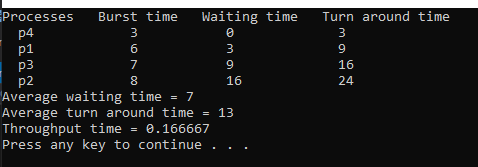 Processes Burst time Waiting time Turn around time
p4 3 0 3
p1 6 3 9
p3 7 9 16
p2 8 16 24
Average waiting time = 7
Average turn around time = 13
Throughput time = 0.166667
Press any key to continue . . .